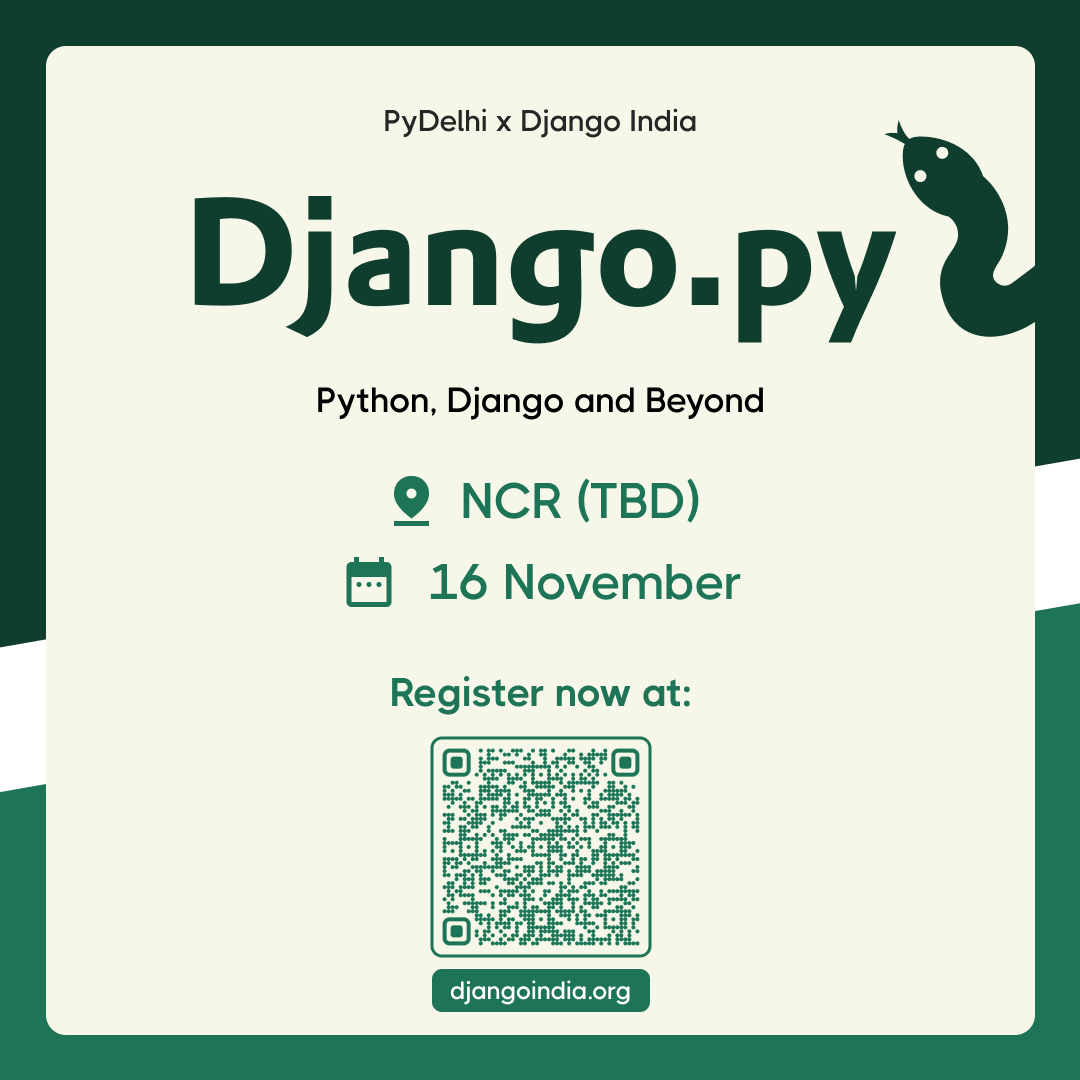 PyDelhi x Django India
Django.py
Python, Django and Beyond
NCR (TBD)
16 November
Register now at:
djangoindia.org